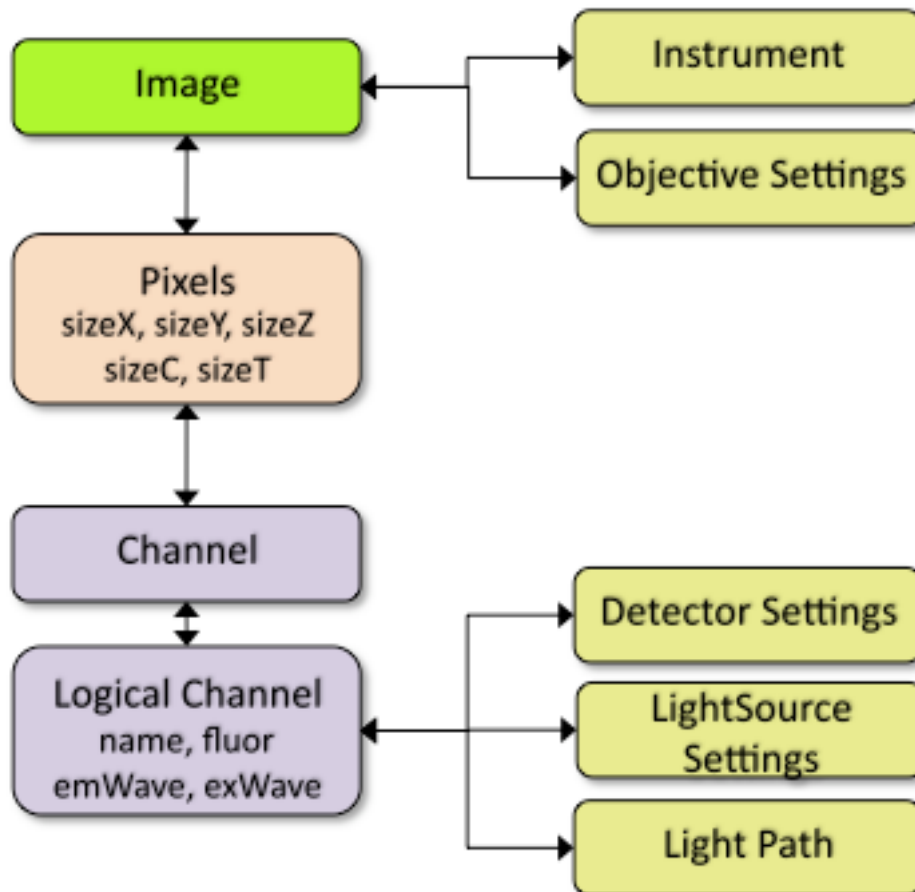 Image
Instrument
Objective Settings
Pixels
sizeX, sizeY, sizeZ
sizeC, sizeT
Channel
Logical Channel
name, fluor
emWave, exWave
Detector Settings
LightSource
Settings
Light Path